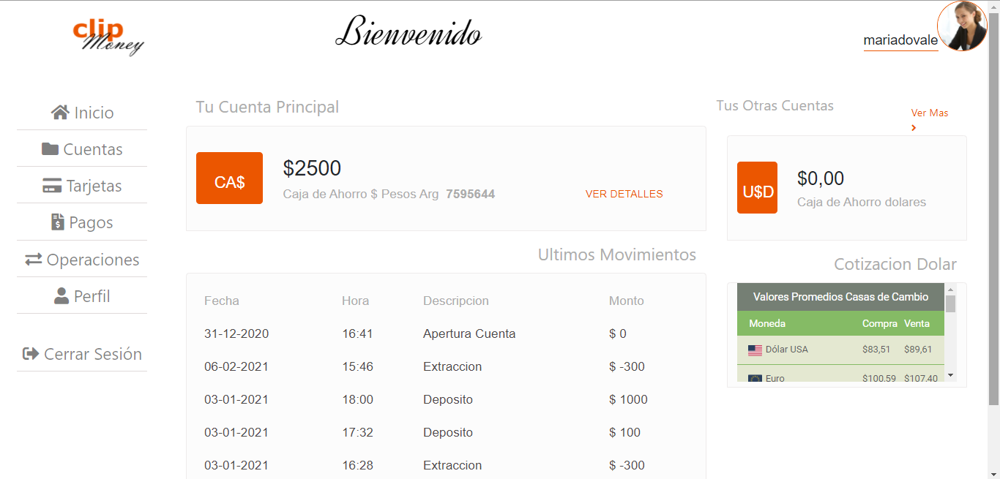 clip
Money
Bienvenido
mariadovale
Inicio
Cuentas
Tarjetas
Pagos
Operaciones
Perfil
Cerrar Sesión
Tu Cuenta Principal
CA$
$2500
Caja de Ahorro $ Pesos Arg 7595644
VER DETALLES
Ultimos Movimientos
Fecha Hora Descripcion Monto
31-12-2020 16:41 Apertura Cuenta $ 0
06-02-2021 15:46 Extraccion $ -300
03-01-2021 18:00 Deposito $ 1000
03-01-2021 17:32 Deposito $ 100
03-01-2021 16:28 Extraccion $ -300
Tus Otras Cuentas
Ver Mas
U$D
$0,00
Caja de Ahorro dolares
Cotizacion Dolar
Valores Promedios Casas de Cambio
Moneda Compra Venta
Dólar USA $83,51 $89,61
Euro $100.59 $107.40